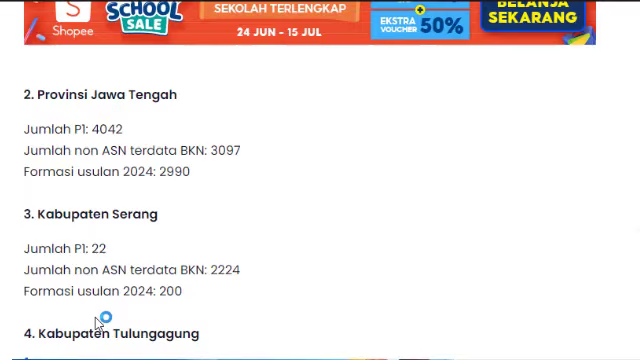 S
Shopee
SCHOOL
SALE
SEKOLAH TERLENGKAP
24 JUN - 15 JUL
+
EKSTRA
VOUCHER 50%
BELANJA
SEKARANG
2. Provinsi Jawa Tengah
Jumlah P1: 4042
Jumlah non ASN terdata BKN: 3097
Formasi usulan 2024: 2990
3. Kabupaten Serang
Jumlah P1: 22
Jumlah non ASN terdata BKN: 2224
Formasi usulan 2024: 200
4. Kabupaten Tulungagung